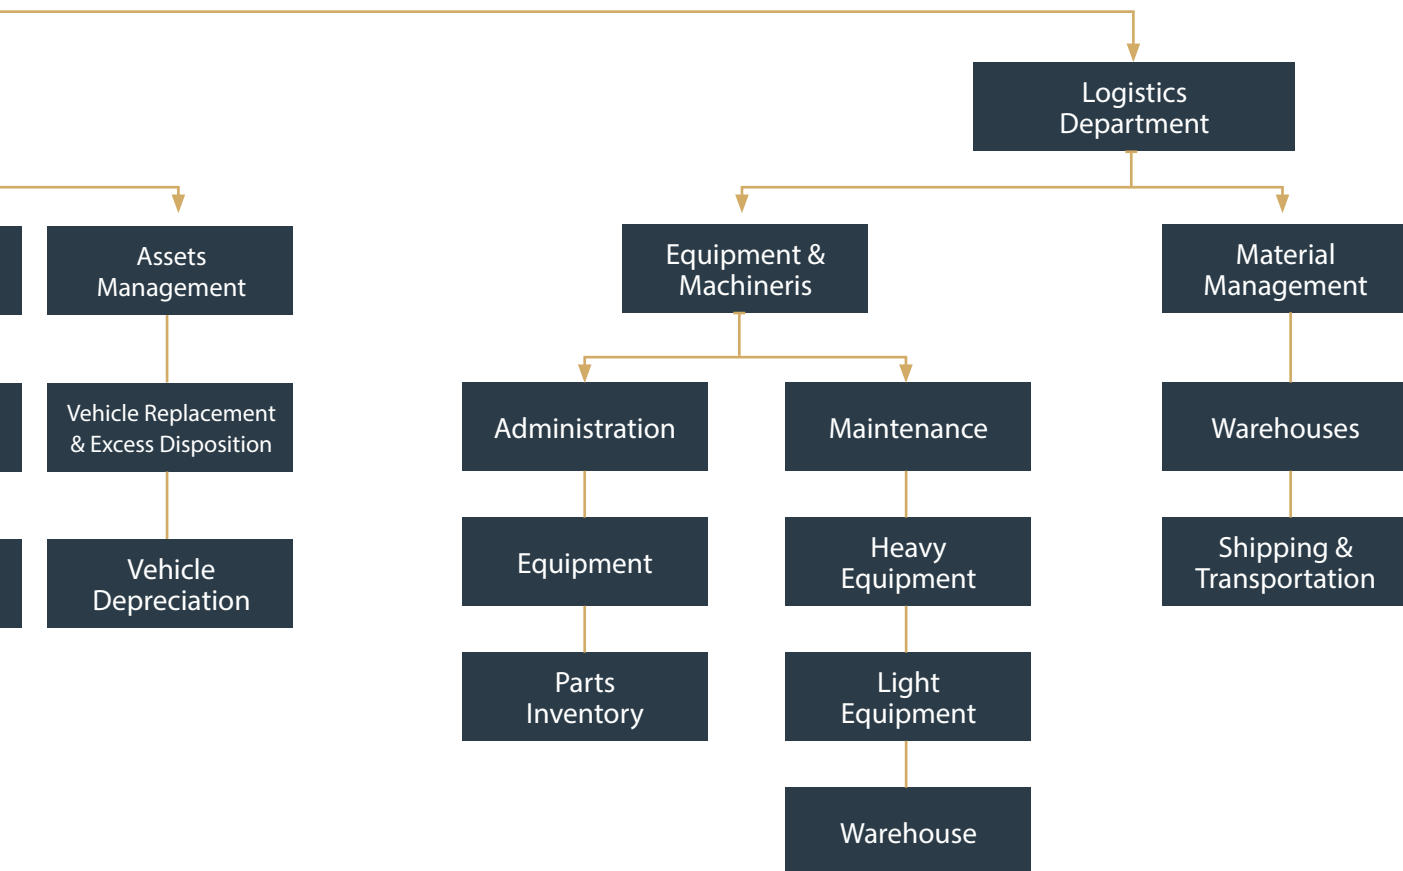 Logistics
Department
Assets
Management
Equipment &
Machineris
Material
Management
Vehicle Replacement
& Excess Disposition
Administration
Maintenance
Warehouses
Vehicle
Depreciation
Equipment
Heavy
Equipment
Shipping &
Transportation
Parts
Inventory
Light
Equipment
Warehouse